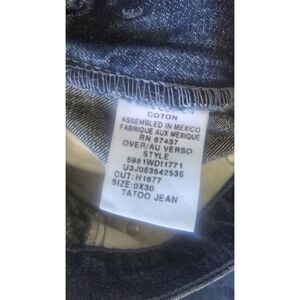 COTON
ASSEMBLED IN MEXICO
FABRIQUE AUX MEXIQUE
RN 67437
OVER/AU VERSO
STYLE
5981WDI1771
U3J053542535
CUT: H1677
SIZE:0X30
TATOO JEAN